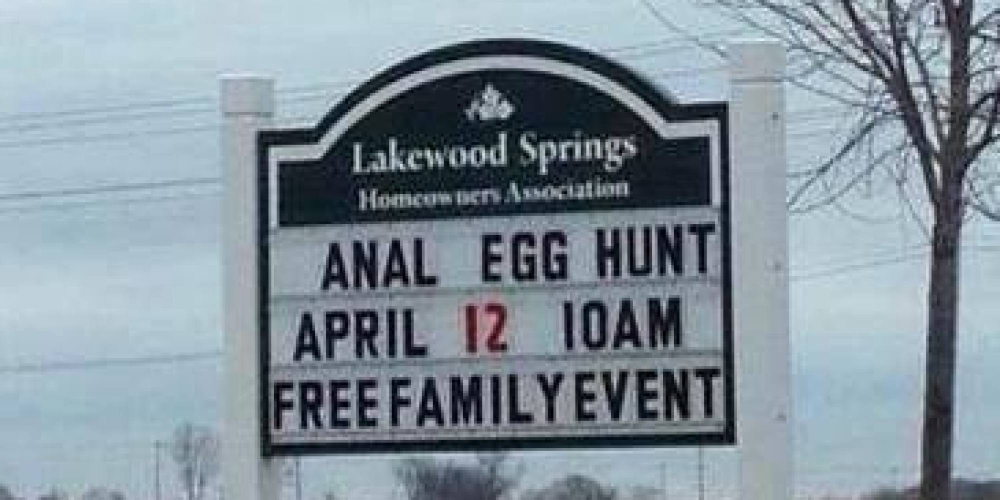 Lakewood Springs
Homeowners Association
ANAL EGG HUNT
APRIL 12 10AM
FREE FAMILY EVENT